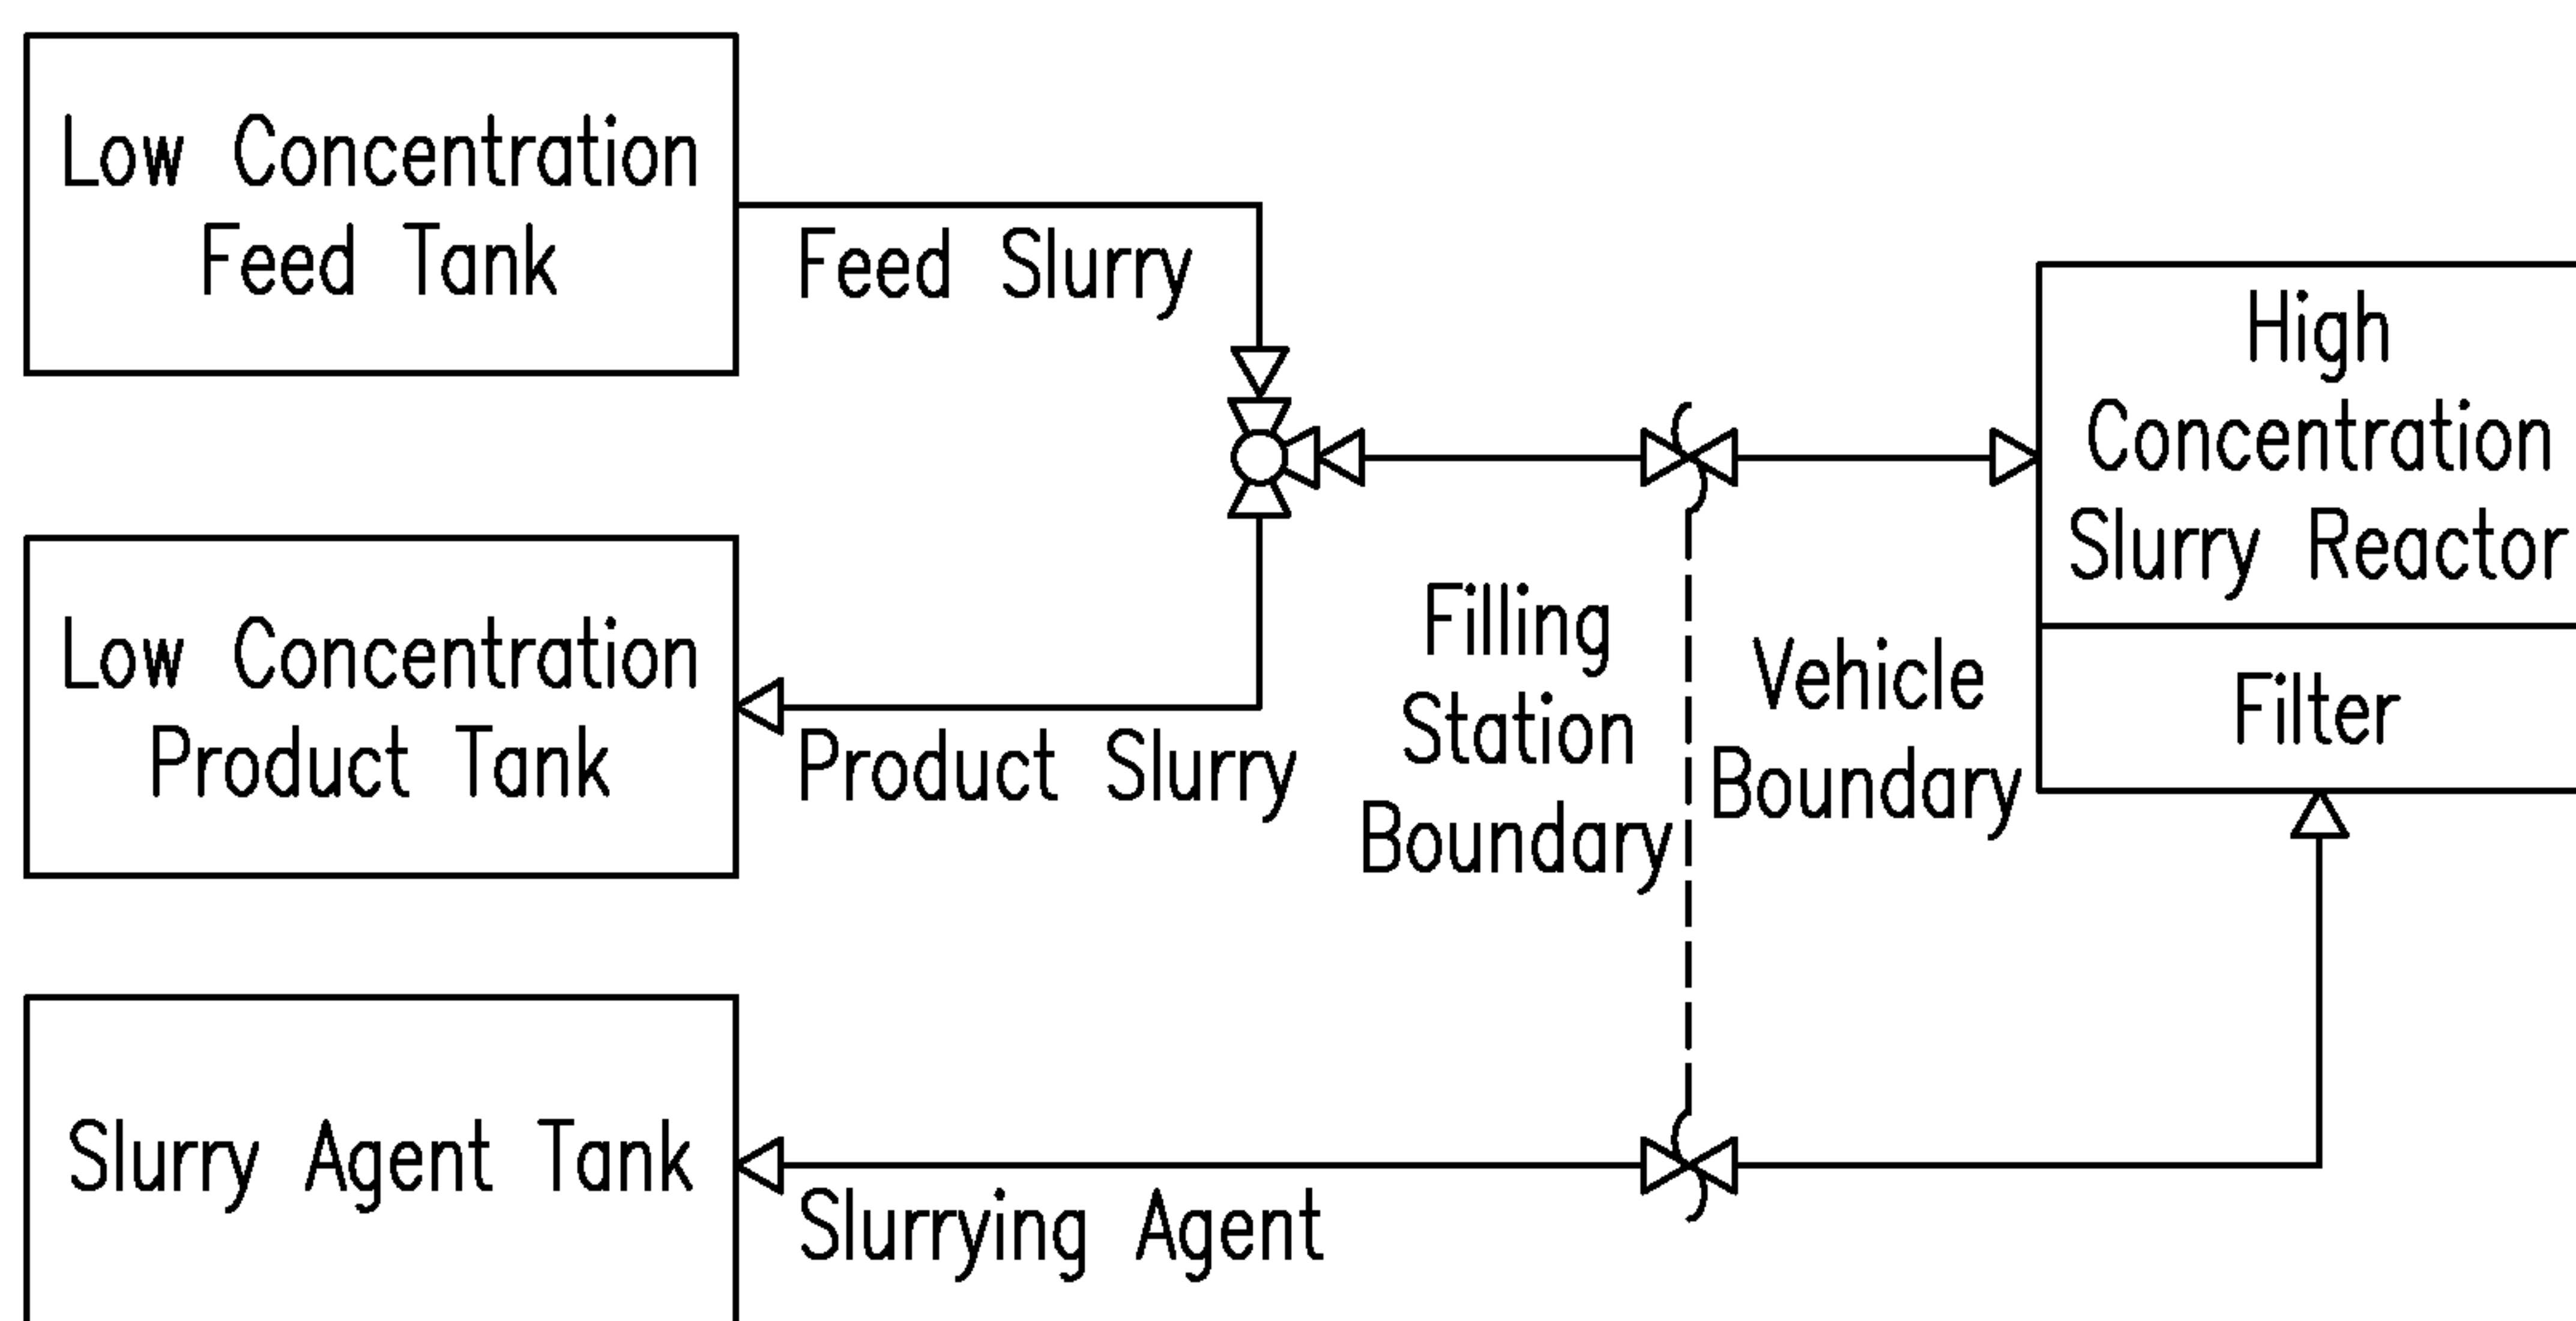 Low Concentration
Feed Tank
Feed Slurry
High
Concentration
Slurry Reactor
Filter
Filling
Station
Boundary
Vehicle
Boundary
Low Concentration
Product Tank
Product Slurry
Slurry Agent Tank
Slurrying Agent